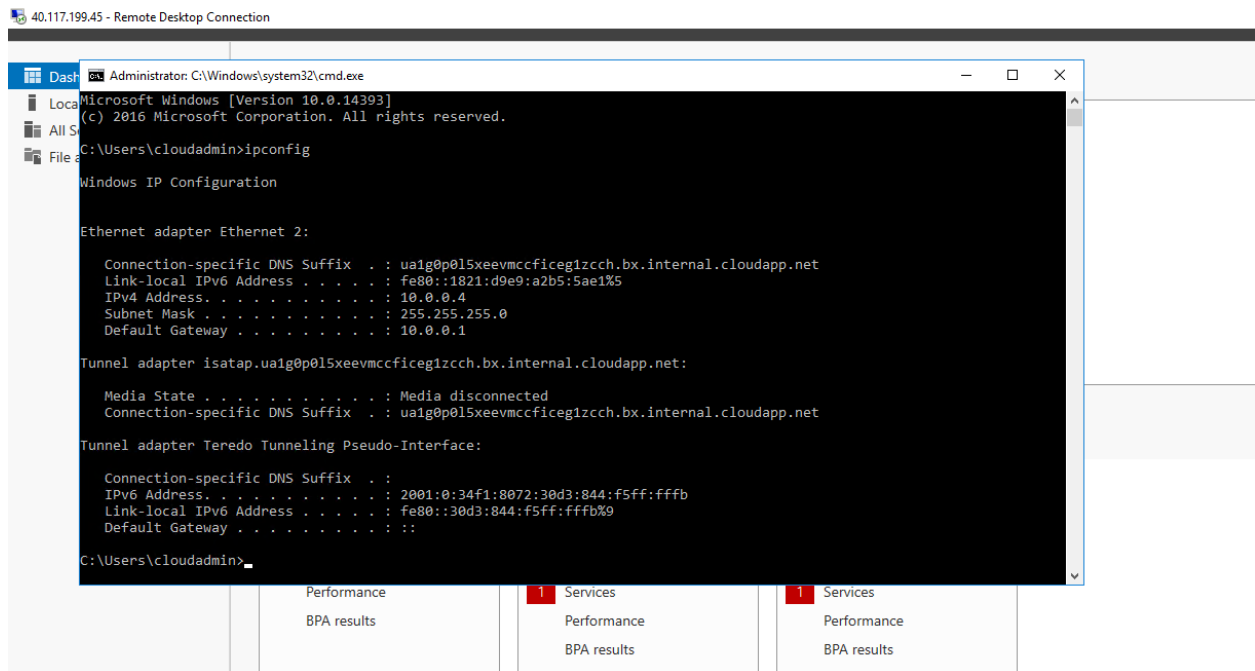 40.117.199.45 - Remote Desktop Connection
Administrator: C:\Windows\system32\cmd.exe
Dash
Loca
All S
File a
Microsoft Windows [Version 10.0.14393]
(c) 2016 Microsoft Corporation. All rights reserved.
C:\Users\cloudadmin>ipconfig
Windows IP Configuration
Ethernet adapter Ethernet 2:
Connection-specific DNS Suffix  . : ua1g0p0l5xeevmccficeg1zcch.bx.internal.cloudapp.net
Link-local IPv6 Address . . . . . : fe80::1821:d9e9:a2b5:5ae1%5
IPv4 Address. . . . . . . . . . . : 10.0.0.4
Subnet Mask . . . . . . . . . . . : 255.255.255.0
Default Gateway . . . . . . . . . : 10.0.0.1
Tunnel adapter isatap.ua1g0p0l5xeevmccficeg1zcch.bx.internal.cloudapp.net:
Media State . . . . . . . . . . . : Media disconnected
Connection-specific DNS Suffix  . : ua1g0p0l5xeevmccficeg1zcch.bx.internal.cloudapp.net
Tunnel adapter Teredo Tunneling Pseudo-Interface:
Connection-specific DNS Suffix  . :
IPv6 Address. . . . . . . . . . . : 2001:0:34f1:8072:30d3:844:f5ff:fffb
Link-local IPv6 Address . . . . . : fe80::30d3:844:f5ff:fffb%9
Default Gateway . . . . . . . . . : ::
C:\Users\cloudadmin>
Performance
BPA results
1 Services
Performance
BPA results
1 Services
Performance
BPA results